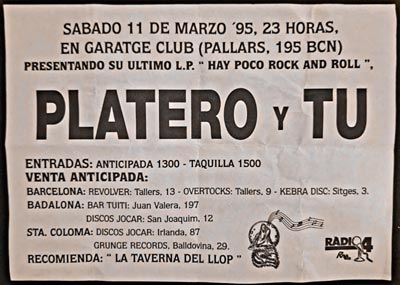 SABADO 11 DE MARZO ´95, 23 HORAS,
EN GARATGE CLUB (PALLARS, 195 BCN)
PRESENTANDO SU ULTIMO L.P. “ HAY POCO ROCK AND ROLL ”,
PLATERO Y TU
ENTRADAS: ANTICIPADA 1300 - TAQUILLA 1500
VENTA ANTICIPADA:
BARCELONA: REVOLVER: Tallers, 13 - OVERTOCKS: Tallers, 9 - KEBRA DISC: Sitges, 3.
BADALONA: BAR TUITI: Juan Valera, 197
DISCOS JOCAR: San Joaquim, 12
STA. COLOMA: DISCOS JOCAR: Irlanda, 87
GRUNGE RECORDS, Balldovina, 29.
RECOMIENDA: “ LA TAVERNA DEL LLOP ”
RADIO 4